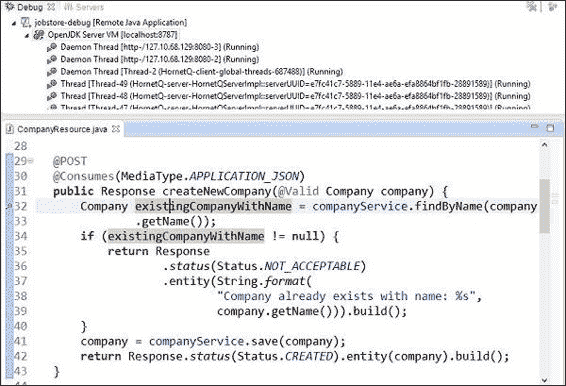 Debug Servers
jobstore-debug [Remote Java Application]
OpenJDK Server VM [localhost:8787]
Daemon Thread [http-/127.10.68.129:8080-3] (Running)
Daemon Thread [http-/127.10.68.129:8080-2] (Running)
Daemon Thread [Thread-2 (HornetQ-client-global-threads-687488)] (Running)
Thread [Thread-49 (HornetQ-server-HornetQServerImpl::serverUUID=e7fc41c7-5889-11e4-ae6a-efa8864bf1fb-28891589)] (Running)
Thread [Thread-48 (HornetQ-server-HornetQServerImpl::serverUUID=e7fc41c7-5889-11e4-ae6a-efa8864bf1fb-28891589)] (Running)
Thread [Thread-47 (HornetQ-server-HornetQServerImpl::serverUUID=e7fc41c7-5889-11e4-ae6a-efa8864bf1fb-28891589)] (Running)
CompanyResource.java
28
29 @POST
30 @Consumes(MediaType.APPLICATION_JSON)
31 public Response createNewCompany(@Valid Company company) {
32 Company existingCompanyWithName = companyService.findByName(company
33 .getName());
34 if (existingCompanyWithName != null) {
35 return Response
36 .status(Status.NOT_ACCEPTABLE)
37 .entity(String.format(
38 "Company already exists with name: %s",
39 company.getName())).build();
40 }
41 company = companyService.save(company);
42 return Response.status(Status.CREATED).entity(company).build();
43 }
44